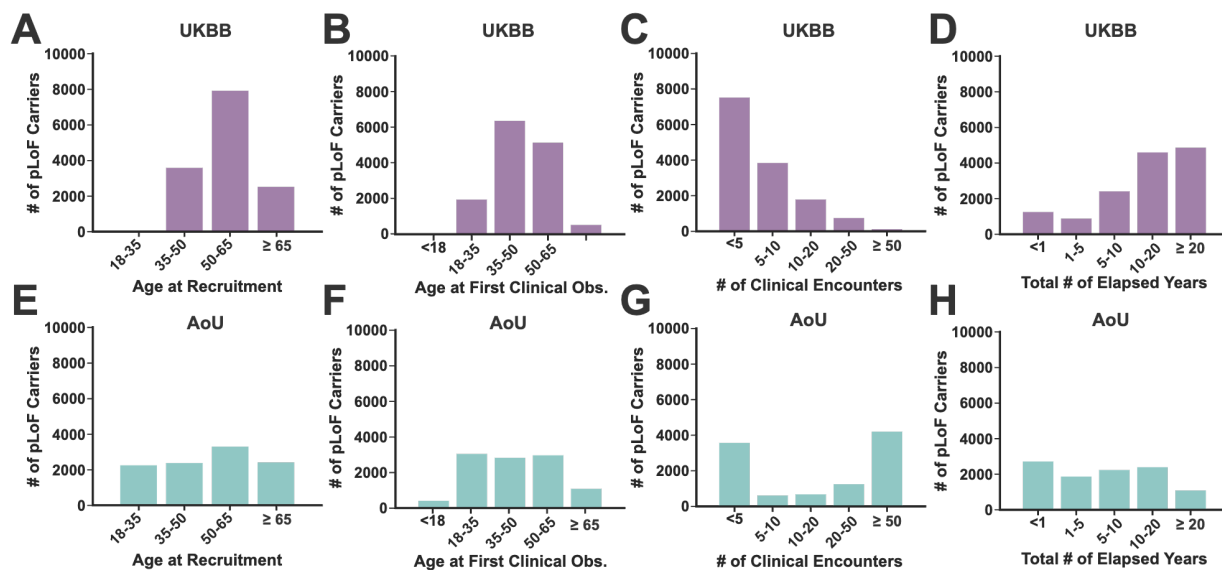 A
UKBB
# of pLoF Carriers
10000
8000
6000
4000
2000
0
18-35
35-50
50-65
≥ 65
Age at Recruitment
B
UKBB
# of pLoF Carriers
10000
8000
6000
4000
2000
0
<18
18-35
35-50
50-65
Age at First Clinical Obs.
C
UKBB
# of pLoF Carriers
10000
8000
6000
4000
2000
0
<5
5-10
10-20
20-50
≥ 50
# of Clinical Encounters
D
UKBB
# of pLoF Carriers
10000
8000
6000
4000
2000
0
<1
1-5
5-10
10-20
≥ 20
Total # of Elapsed Years
E
AoU
# of pLoF Carriers
10000
8000
6000
4000
2000
0
18-35
35-50
50-65
≥ 65
Age at Recruitment
F
AoU
# of pLoF Carriers
10000
8000
6000
4000
2000
0
<18
18-35
35-50
50-65
≥ 65
Age at First Clinical Obs.
G
AoU
# of pLoF Carriers
10000
8000
6000
4000
2000
0
<5
5-10
10-20
20-50
≥ 50
# of Clinical Encounters
H
AoU
# of pLoF Carriers
10000
8000
6000
4000
2000
0
<1
1-5
5-10
10-20
≥ 20
Total # of Elapsed Years